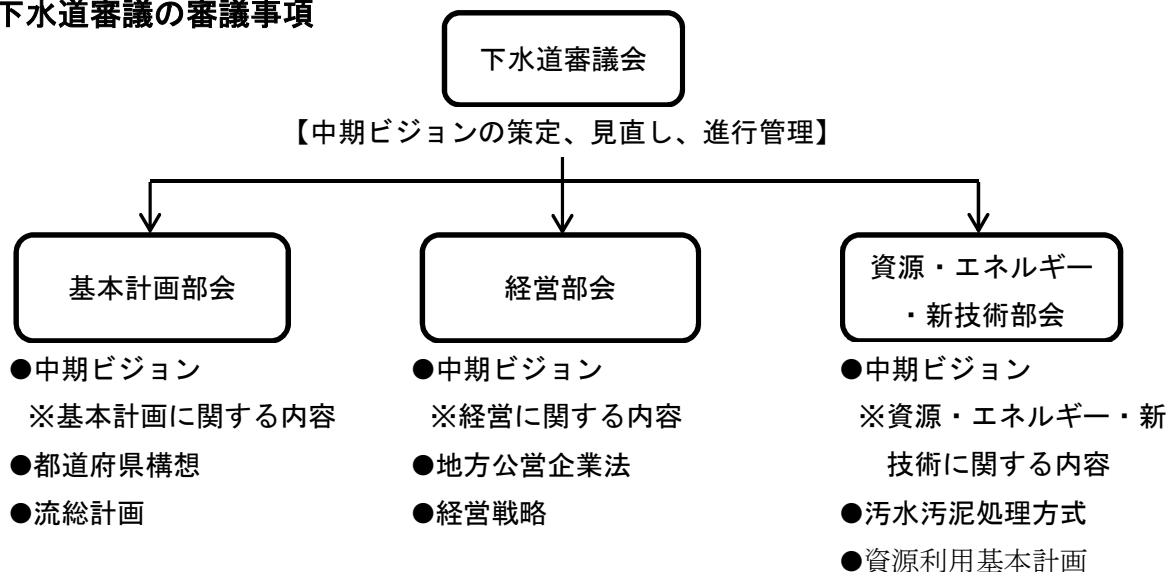 下水道審議の審議事項
下水道審議会
【中期ビジョンの策定、見直し、進行管理】
基本計画部会
●中期ビジョン
※基本計画に関する内容
●都道府県構想
●流総計画
経営部会
●中期ビジョン
※経営に関する内容
●地方公営企業法
●経営戦略
資源・エネルギー
・新技術部会
●中期ビジョン
※資源・エネルギー・新
技術に関する内容
●汚水汚泥処理方式
●資源利用基本計画